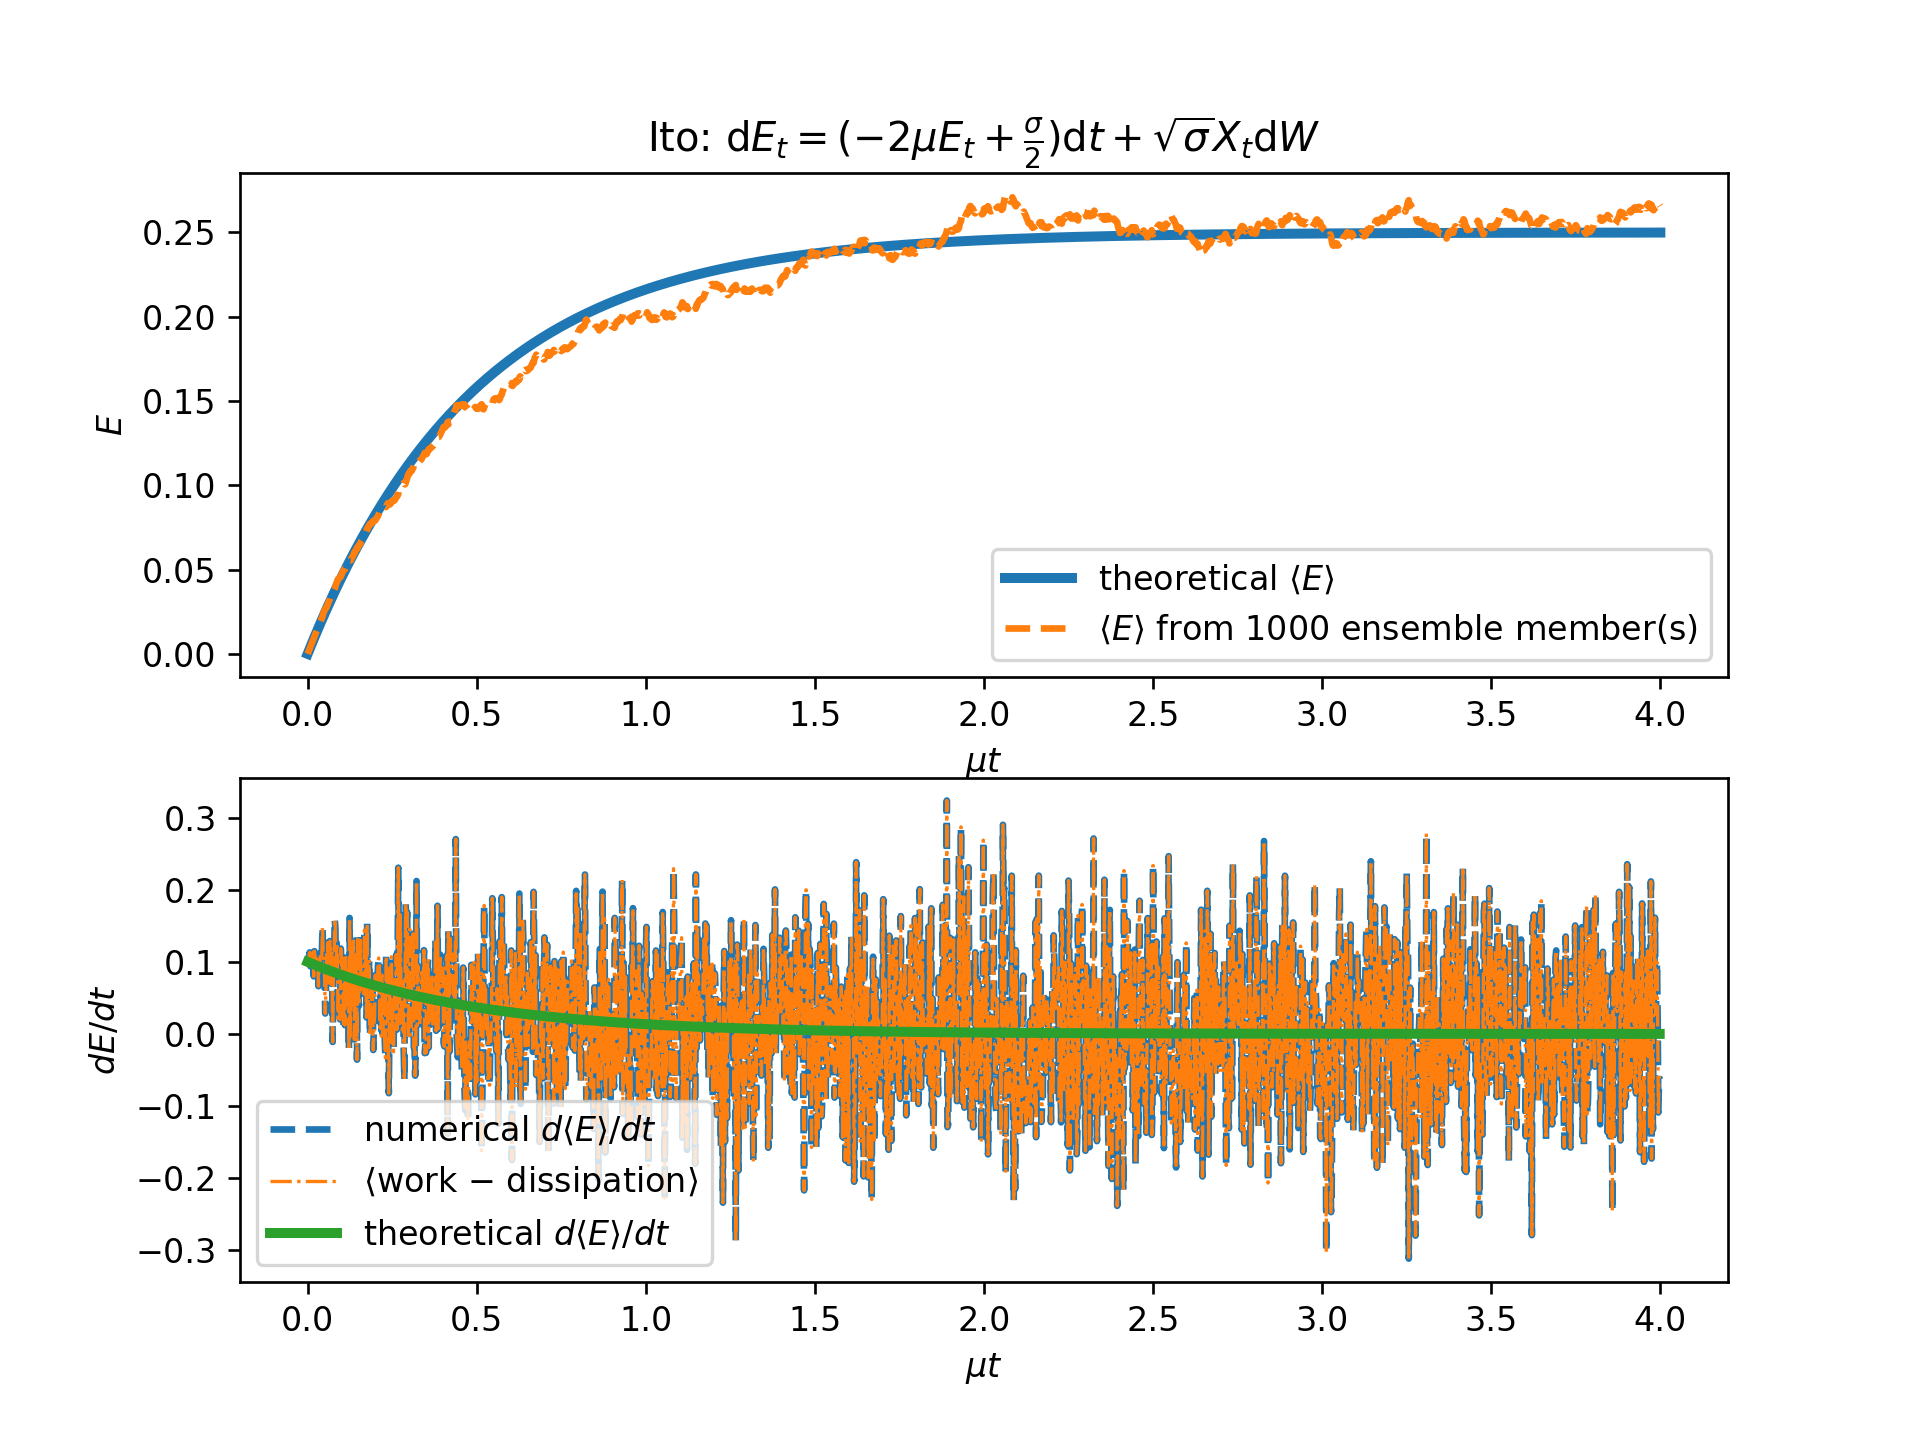 Ito: dE_t = (−2μE_t + σ/2)dt + √σX_tdW
0.25
0.20
0.15
0.10
0.05
0.00
E
theoretical ⟨E⟩
⟨E⟩ from 1000 ensemble member(s)
0.0 0.5 1.0 1.5 2.0 2.5 3.0 3.5 4.0
μt
0.3
0.2
0.1
0.0
−0.1
−0.2
−0.3
dE/dt
numerical d⟨E⟩/dt
⟨work − dissipation⟩
theoretical d⟨E⟩/dt
0.0 0.5 1.0 1.5 2.0 2.5 3.0 3.5 4.0
μt